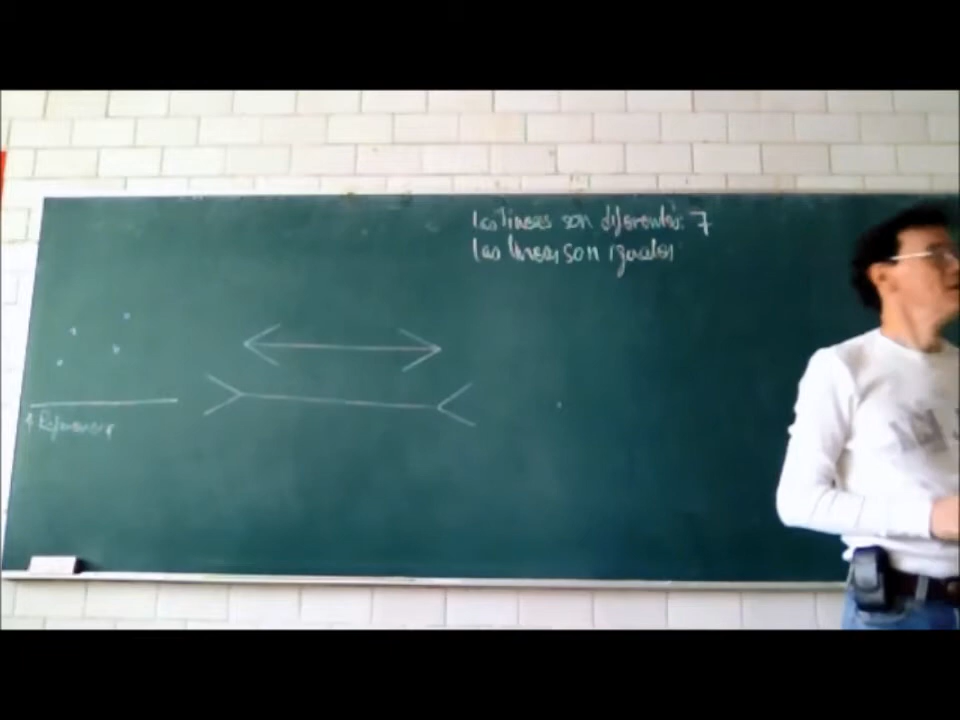 las lineas son diferentes: 7
las lineas son iguales
Referencia